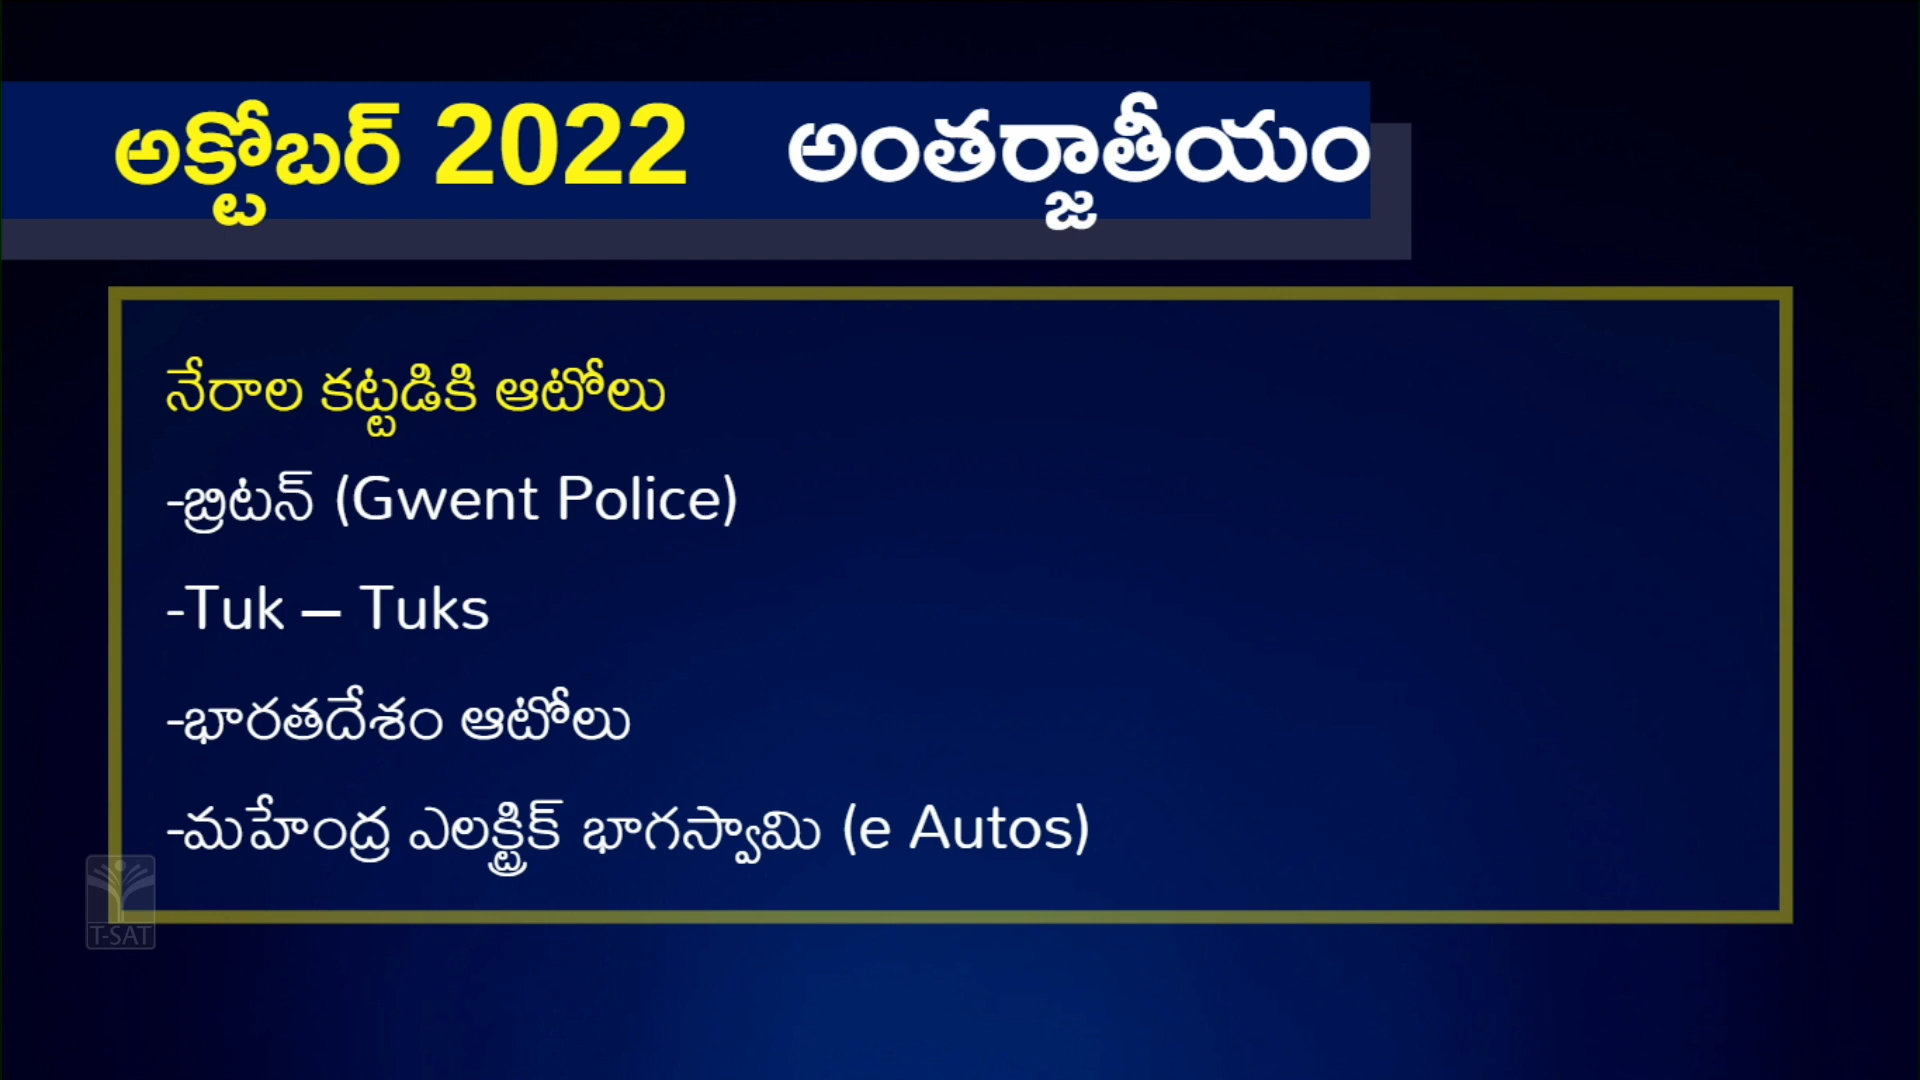 అక్టోబర్ 2022 అంతర్జాతీయం
నేరాల కట్టడికి ఆటోలు
-బ్రిటన్ (Gwent Police)
-Tuk – Tuks
-భారతదేశం ఆటోలు
-మహేంద్ర ఎలక్ట్రిక్ భాగస్వామి (e Autos)
T-SAT